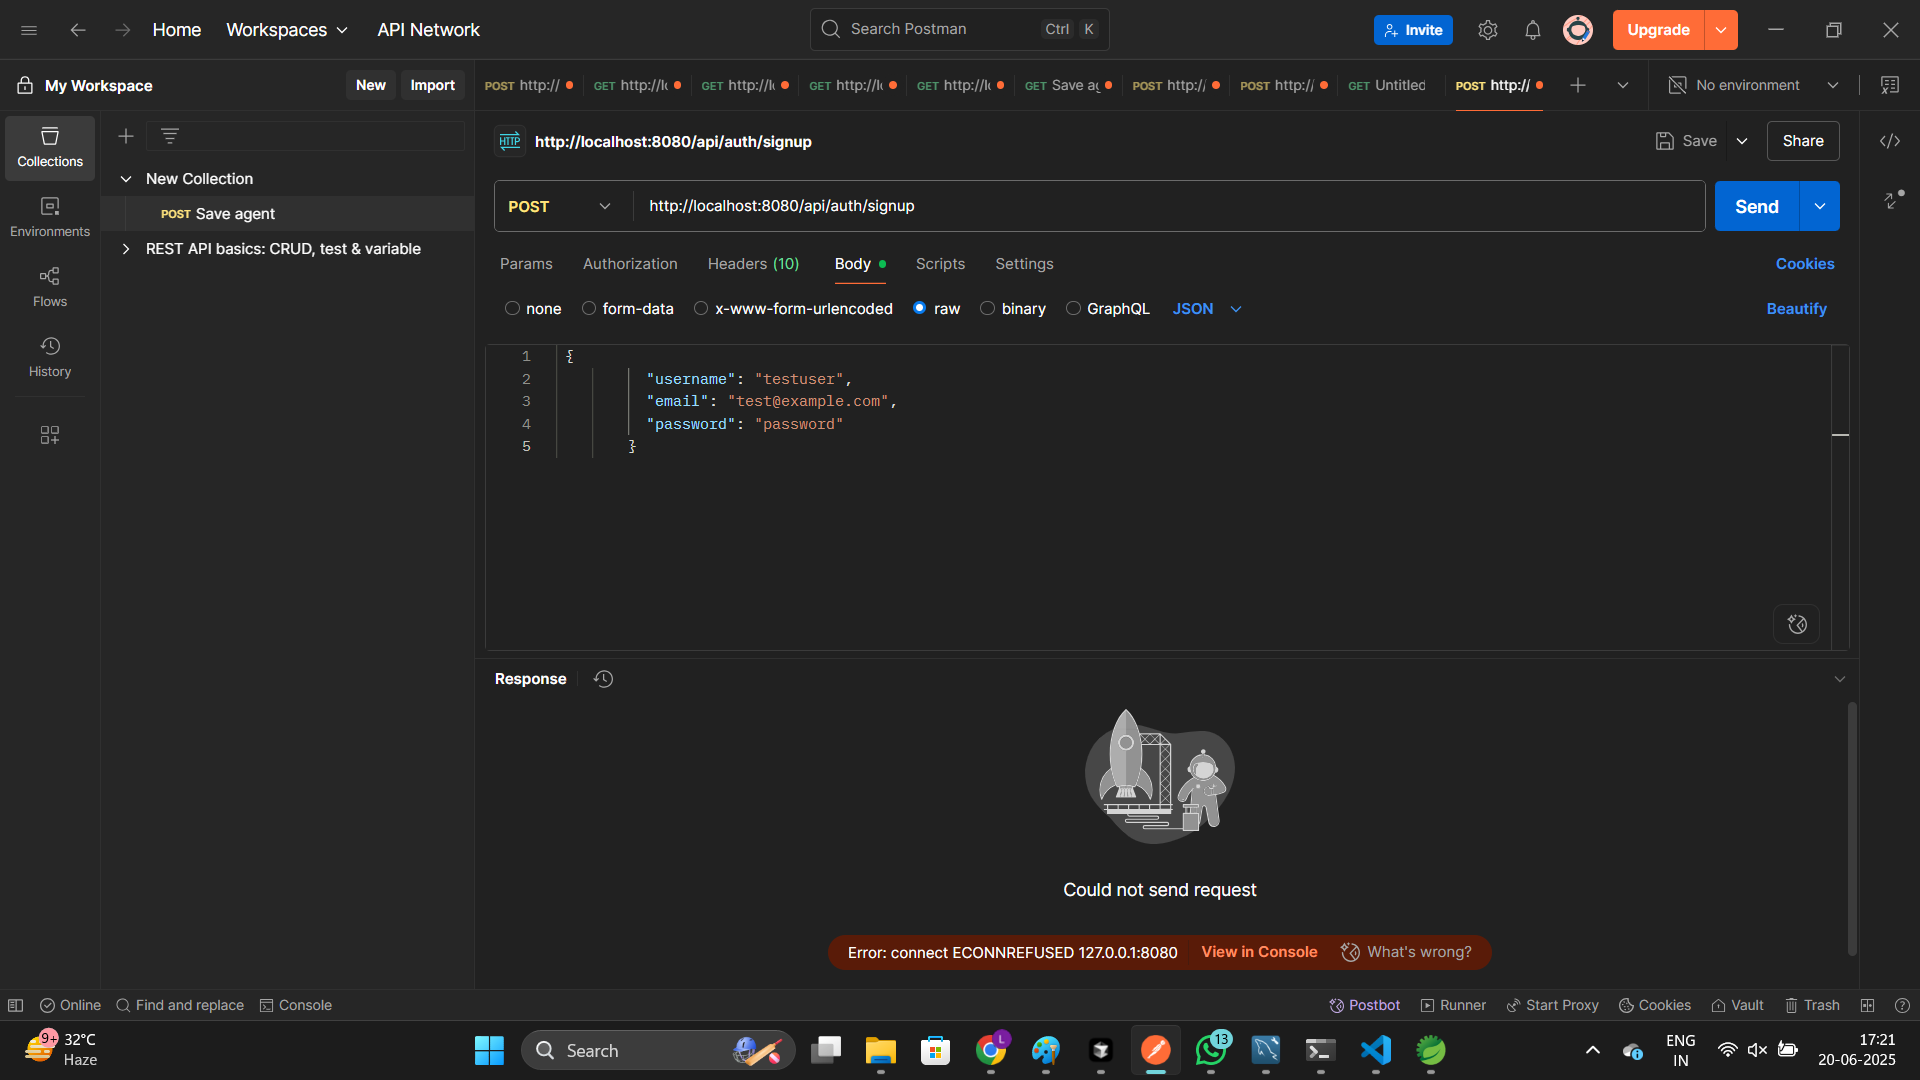 Home
Workspaces
API Network
Search Postman
Ctrl K
Invite
Upgrade
My Workspace
New
Import
POST http:/
GET http://l
GET http://l
GET http://l
GET http://l
GET Save a
POST http:/
POST http:/
GET Untitled
POST http:/
No environment
Collections
Environments
Flows
History
New Collection
POST Save agent
REST API basics: CRUD, test & variable
HTTP http://localhost:8080/api/auth/signup
Save
Share
POST
http://localhost:8080/api/auth/signup
Send
Params
Authorization
Headers (10)
Body
Scripts
Settings
Cookies
none
form-data
x-www-form-urlencoded
raw
binary
GraphQL
JSON
Beautify
1 {
2 "username": "testuser",
3 "email": "test@example.com",
4 "password": "password"
5 }
Response
Could not send request
Error: connect ECONNREFUSED 127.0.0.1:8080
View in Console
What's wrong?
Online
Find and replace
Console
Postbot
Runner
Start Proxy
Cookies
Vault
Trash
9+
32°C
Haze
Search
L
13
ENG
IN
17:21
20-06-2025